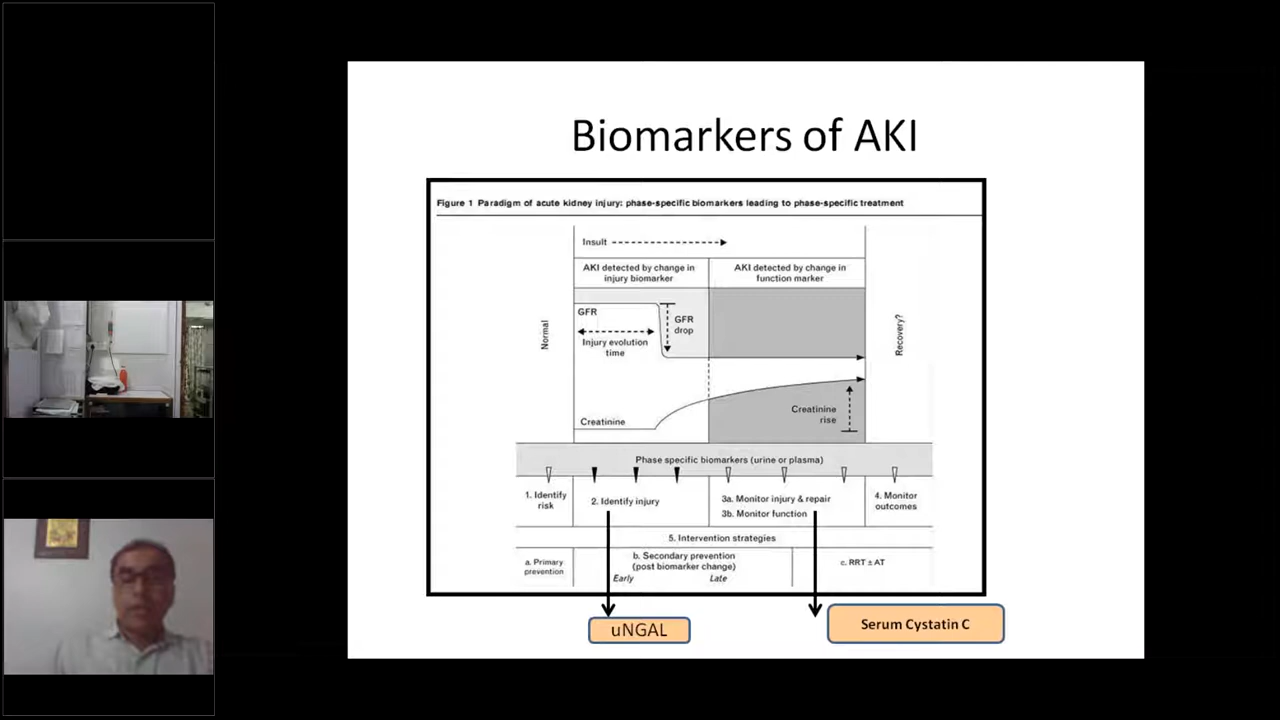 Biomarkers of AKI
Figure 1 Paradigm of acute kidney injury: phase-specific biomarkers leading to phase-specific treatment
Insult
AKI detected by change in
injury biomarker
AKI detected by change in
function marker
GFR
GFR
drop
Injury evolution
time
Normal
Recovery?
Creatinine
Creatinine
rise
Phase specific biomarkers (urine or plasma)
1. Identify
risk
2. Identify injury
3a. Monitor injury & repair
3b. Monitor function
4. Monitor
outcomes
5. Intervention strategies
a. Primary
prevention
b. Secondary prevention
(post biomarker change)
Early Late
c. RRT ± AT
uNGAL
Serum Cystatin C